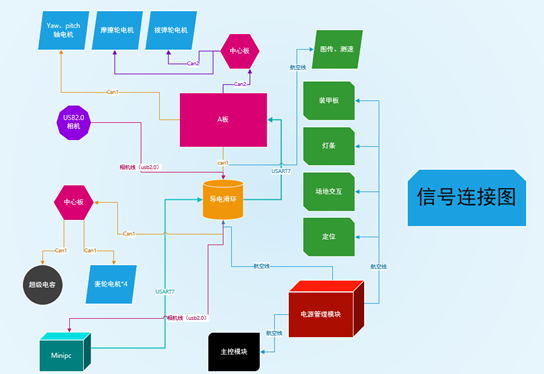 Yaw、pitch
轴电机
摩擦轮电机
拨弹轮电机
中心板
图传、测速
Can2
航空线
Can2
Can1
装甲板
USB2.0
相机
A板
灯条
can1
相机线（usb2.0）
USART7
中心板
导电滑环
场地交互
信号连接图
Can1
定位
Can1
Can1
航空线
航空线
超级电容
麦轮电机*4
USART7
相机线（usb2.0）
电源管理模块
航空线
Minipc
主控模块